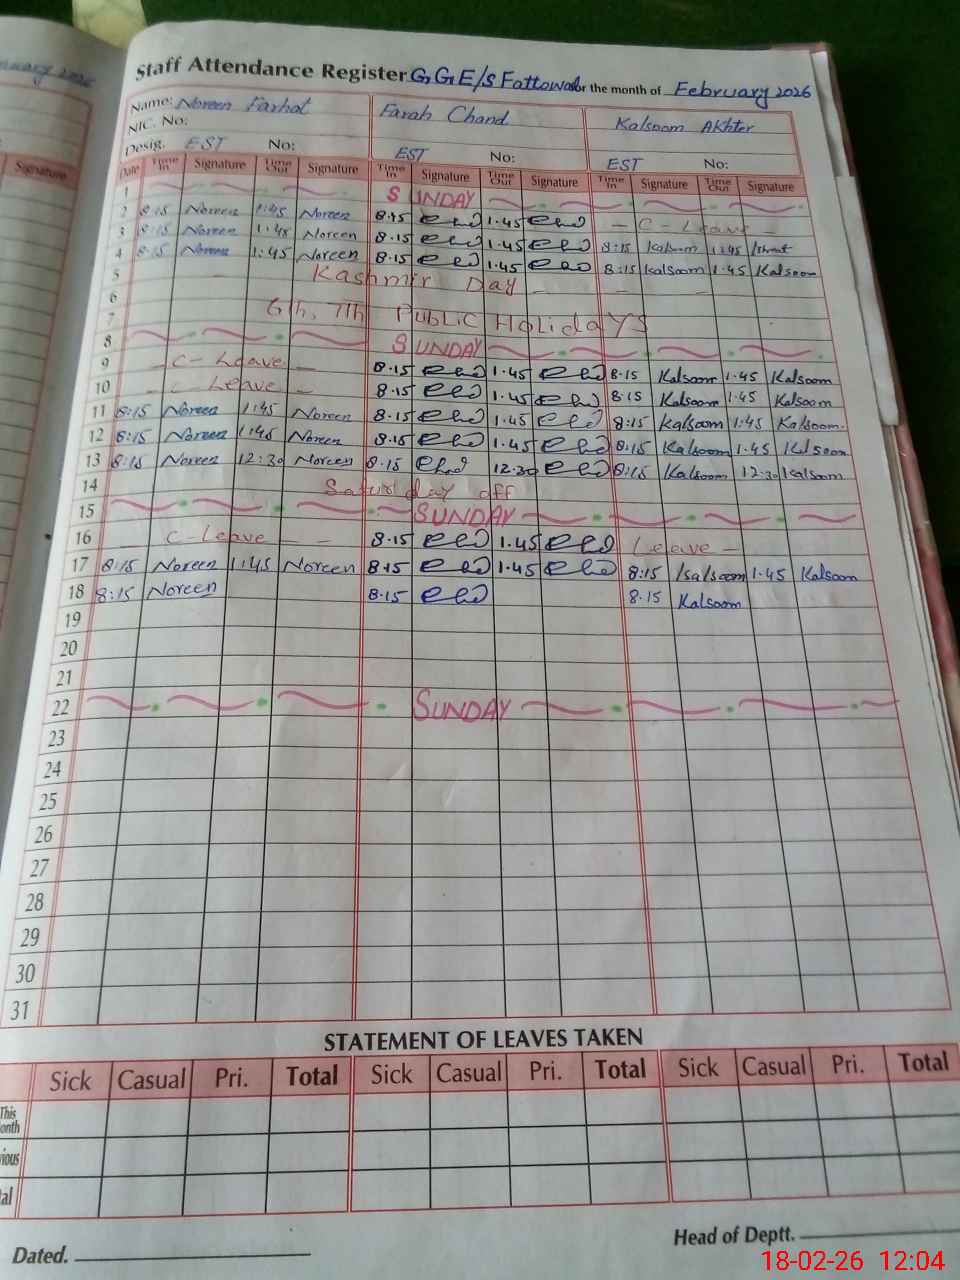 nuary 2026
Signature
Staff Attendance Register G.G.E/S Fattowal for the month of February 2026
Name: Noreen Farhat Farah Chand Kalsoom Akhter
NIC. No:
Desig. EST No: EST No: EST No:
Date Time In Signature Time Out Signature Time In Signature Time Out Signature Time In Signature Time Out Signature
1 SUNDAY
2 8:15 Noreen 1:45 Noreen 8.15 1.45 - C-Leave -
3 8:15 Noreen 1:45 Noreen 8.15 1.45 8:15 Kalsoom 1:45
4 8:15 Noreen 1:45 Noreen 8.15 1.45 8:15 Kalsoom 1.45 Kalsoom
5 Kashmir Day
6
7 6th, 7th Public Holidays
8 SUNDAY
9 - C-Leave - 8.15 1.45 8:15 Kalsoom 1.45 Kalsoom
10 - C Leave - 8.15 1.45 8:15 Kalsoom 1.45 Kalsoom
11 8:15 Noreen 1:45 Noreen 8.15 1.45 8:15 Kalsoom 1:45 Kalsoom.
12 8:15 Noreen 1:45 Noreen 8.15 1.45 8:15 Kalsoom 1.45 Kalsoom
13 8:15 Noreen 12:30 Noreen 8.15 12.30 8:15 Kalsoom 12:30 Kalsoom
14 Saturday off
15 SUNDAY
16 - C-Leave - - 8.15 1.45 Leave -
17 8:15 Noreen 1:45 Noreen 8.15 1.45 8:15 Kalsoom 1.45 Kalsoom
18 8:15 Noreen 8.15 8.15 Kalsoom
19
20
21
22 SUNDAY
23
24
25
26
27
28
29
30
31
STATEMENT OF LEAVES TAKEN
Sick Casual Pri. Total Sick Casual Pri. Total Sick Casual Pri. Total
This
onth
vious
al
Dated.
Head of Deptt.
18-02-26 12:04